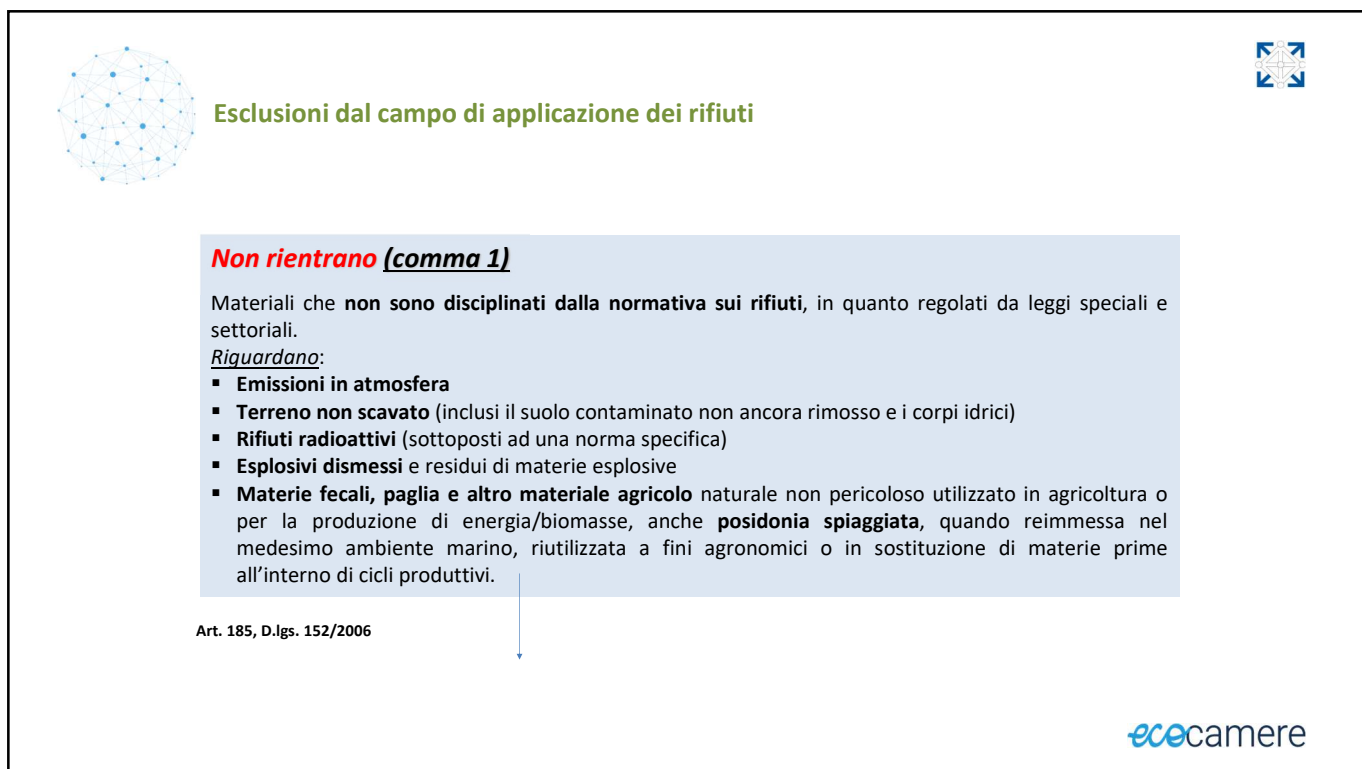 Esclusioni dal campo di applicazione dei rifiuti
Non rientrano (comma 1)
Materiali che non sono disciplinati dalla normativa sui rifiuti, in quanto regolati da leggi speciali e
settoriali.
Riguardano:
▪ Emissioni in atmosfera
▪ Terreno non scavato (inclusi il suolo contaminato non ancora rimosso e i corpi idrici)
▪ Rifiuti radioattivi (sottoposti ad una norma specifica)
▪ Esplosivi dismessi e residui di materie esplosive
▪ Materie fecali, paglia e altro materiale agricolo naturale non pericoloso utilizzato in agricoltura o
per la produzione di energia/biomasse, anche posidonia spiaggiata, quando reimmessa nel
medesimo ambiente marino, riutilizzata a fini agronomici o in sostituzione di materie prime
all’interno di cicli produttivi.
Art. 185, D.lgs. 152/2006
ecocamere